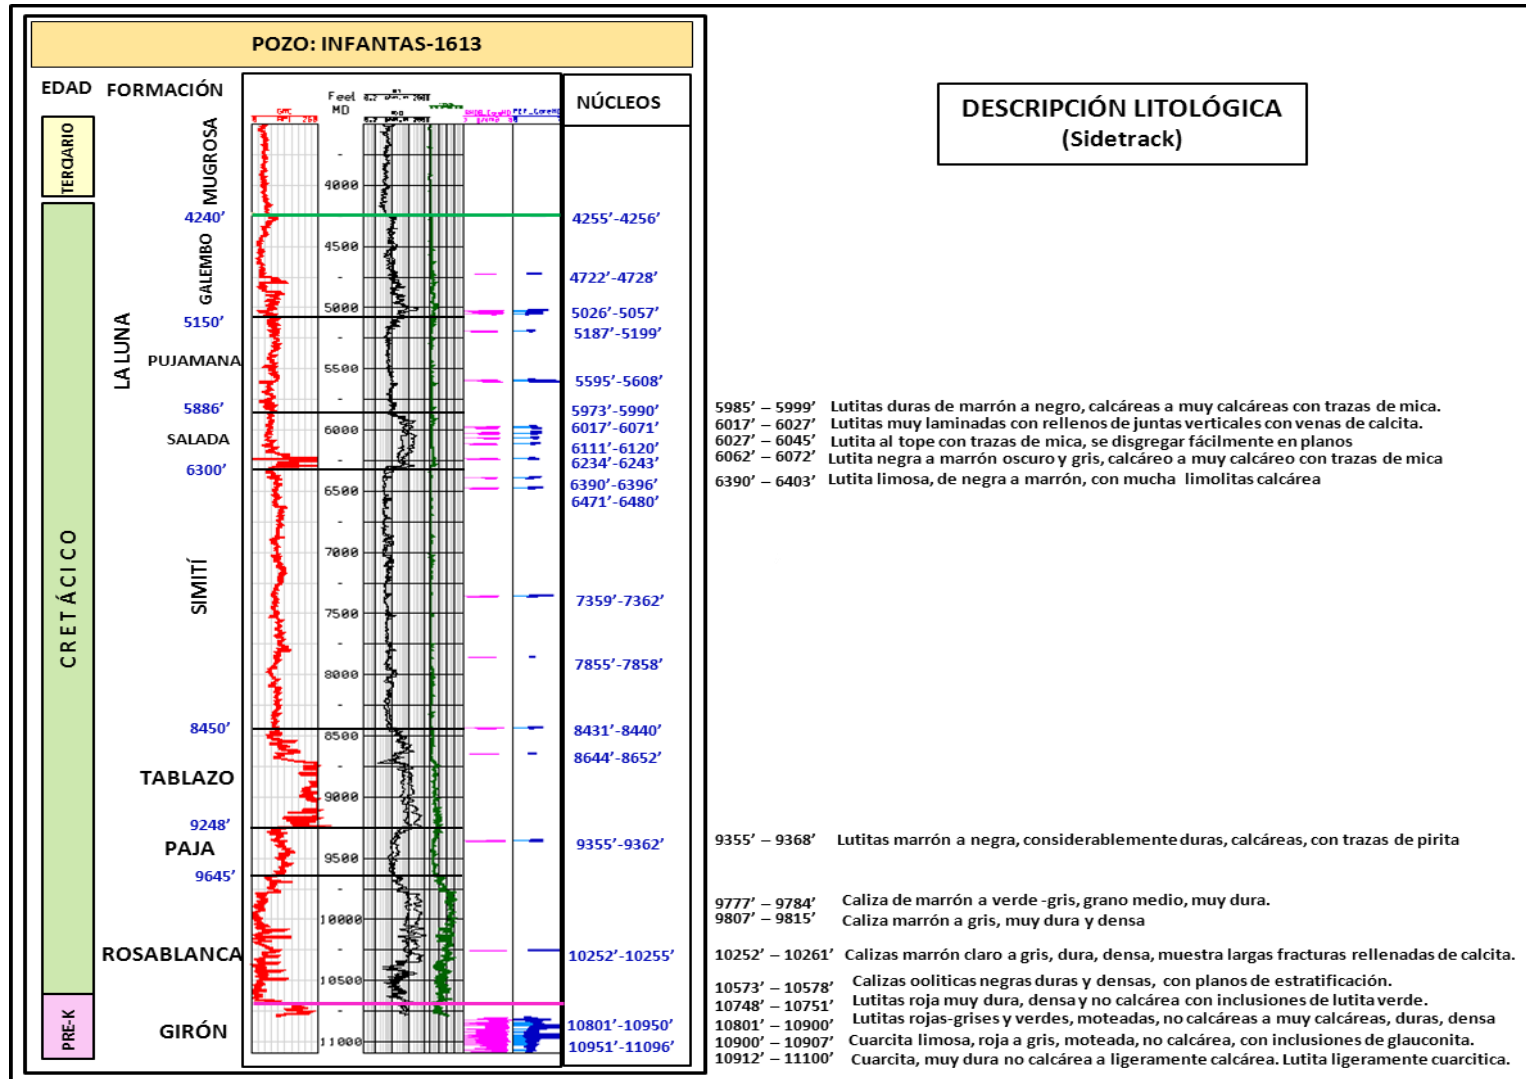 POZO: INFANTAS-1613
EDAD FORMACIÓN NÚCLEOS
Feel
MD
DESCRIPCIÓN LITOLÓGICA
(Sidetrack)
TERCIARIO
MUGROSA
4000
4240’ 4255’-4256’
GALEMBO
4500
4722’-4728’
5000
5026’-5057’
LA LUNA
5150’
5187’-5199’
PUJAMANA
5500
5595’-5608’
5886’
5973’-5990’
6000
6017’-6071’
SALADA
6111’-6120’
6300’
6234’-6243’
6390’-6396’
6500
6471’-6480’
5985’ – 5999’ Lutitas duras de marrón a negro, calcáreas a muy calcáreas con trazas de mica.
6017’ – 6027’ Lutitas muy laminadas con rellenos de juntas verticales con venas de calcita.
6027’ – 6045’ Lutita al tope con trazas de mica, se disgregar fácilmente en planos
6062’ – 6072’ Lutita negra a marrón oscuro y gris, calcáreo a muy calcáreo con trazas de mica
6390’ – 6403’ Lutita limosa, de negra a marrón, con mucha limolitas calcárea
CRETÁCICO
SIMITÍ
7000
7359’-7362’
7500
7855’-7858’
8000
8450’
8431’-8440’
8500
8644’-8652’
TABLAZO
9000
9248’
PAJA
9355’-9362’
9355’ – 9368’ Lutitas marrón a negra, considerablemente duras, calcáreas, con trazas de pirita
9500
9645’
9777’ – 9784’ Caliza de marrón a verde -gris, grano medio, muy dura.
9807’ – 9815’ Caliza marrón a gris, muy dura y densa
10000
ROSABLANCA
10252’-10255’
10252’ – 10261’ Calizas marrón claro a gris, dura, densa, muestra largas fracturas rellenadas de calcita.
10500
10573’ – 10578’ Calizas ooliticas negras duras y densas, con planos de estratificación.
10748’ – 10751’ Lutitas roja muy dura, densa y no calcárea con inclusiones de lutita verde.
PRE-K
GIRÓN
10801’-10950’
10801’ – 10900’ Lutitas rojas-grises y verdes, moteadas, no calcáreas a muy calcáreas, duras, densa
11000
10951’-11096’
10900’ – 10907’ Cuarcita limosa, roja a gris, moteada, no calcárea, con inclusiones de glauconita.
10912’ – 11100’ Cuarcita, muy dura no calcárea a ligeramente calcárea. Lutita ligeramente cuarcitica.